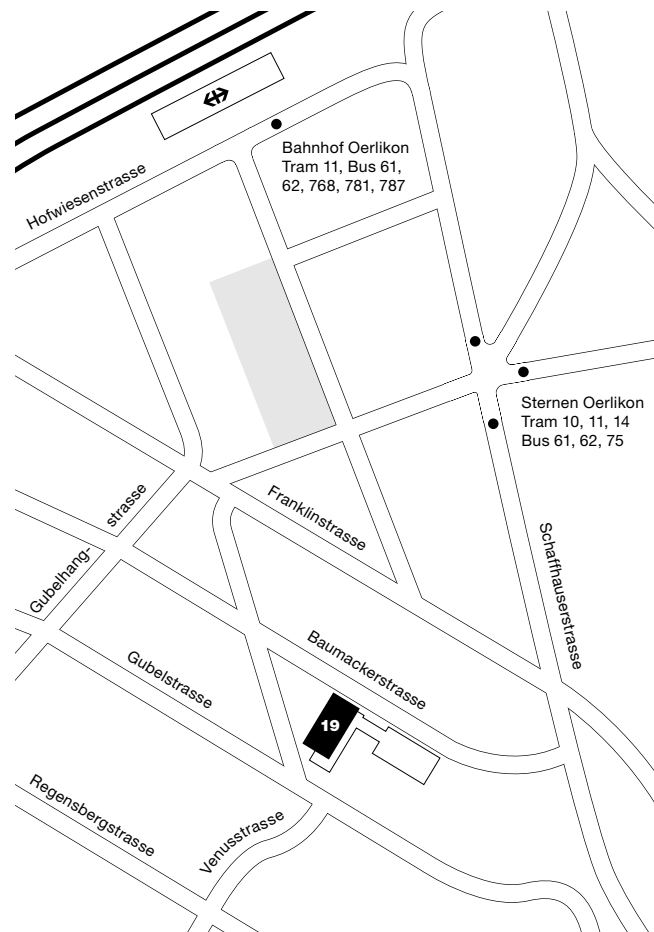 Hofwiesenstrasse
Bahnhof Oerlikon
Tram 11, Bus 61,
62, 768, 781, 787
Sternen Oerlikon
Tram 10, 11, 14
Bus 61, 62, 75
Gubelhang-
strasse
Franklinstrasse
Schaffhauserstrasse
Baumackerstrasse
Gubelstrasse
19
Regensbergstrasse
Venusstrasse